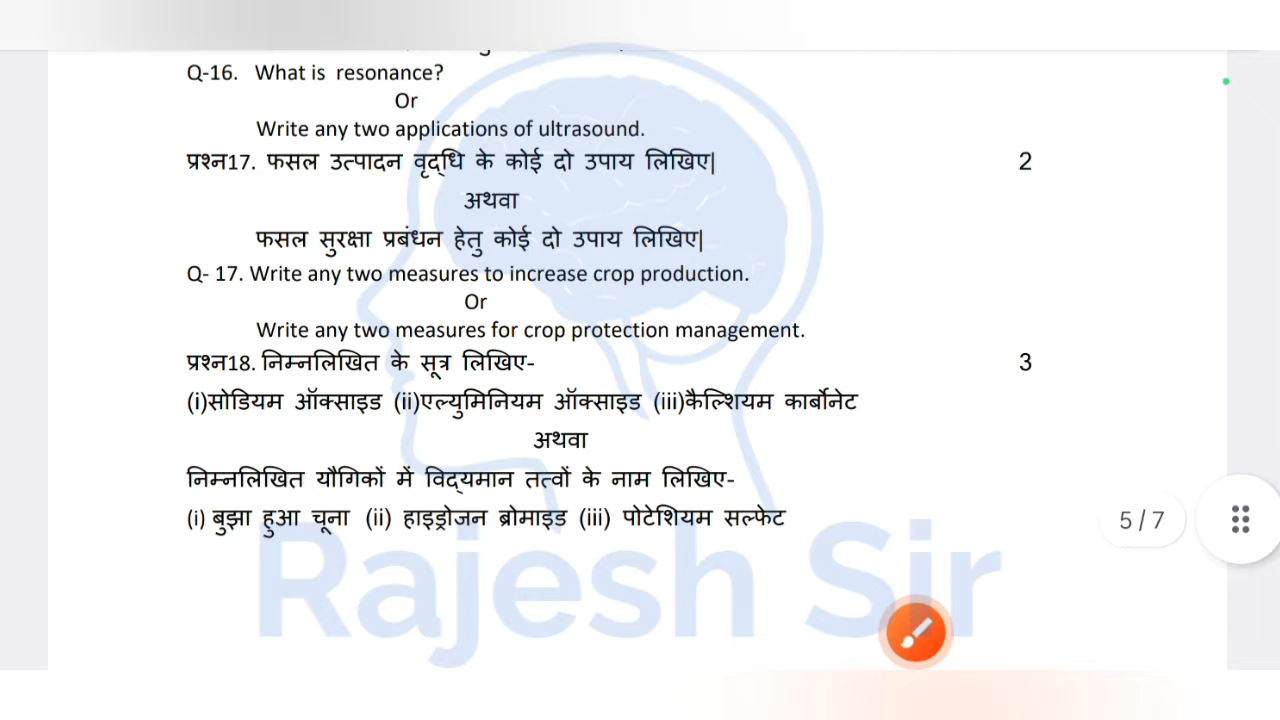 Q-16. What is resonance?
Or
Write any two applications of ultrasound.
प्रश्न17. फसल उत्पादन वृद्धि के कोई दो उपाय लिखिए| 2
अथवा
फसल सुरक्षा प्रबंधन हेतु कोई दो उपाय लिखिए|
Q- 17. Write any two measures to increase crop production.
Or
Write any two measures for crop protection management.
प्रश्न18. निम्नलिखित के सूत्र लिखिए- 3
(i)सोडियम ऑक्साइड (ii)एल्युमिनियम ऑक्साइड (iii)कैल्शियम कार्बोनेट
अथवा
निम्नलिखित यौगिकों में विद्यमान तत्वों के नाम लिखिए-
(i) बुझा हुआ चूना (ii) हाइड्रोजन ब्रोमाइड (iii) पोटेशियम सल्फेट
5 / 7
Rajesh Sir